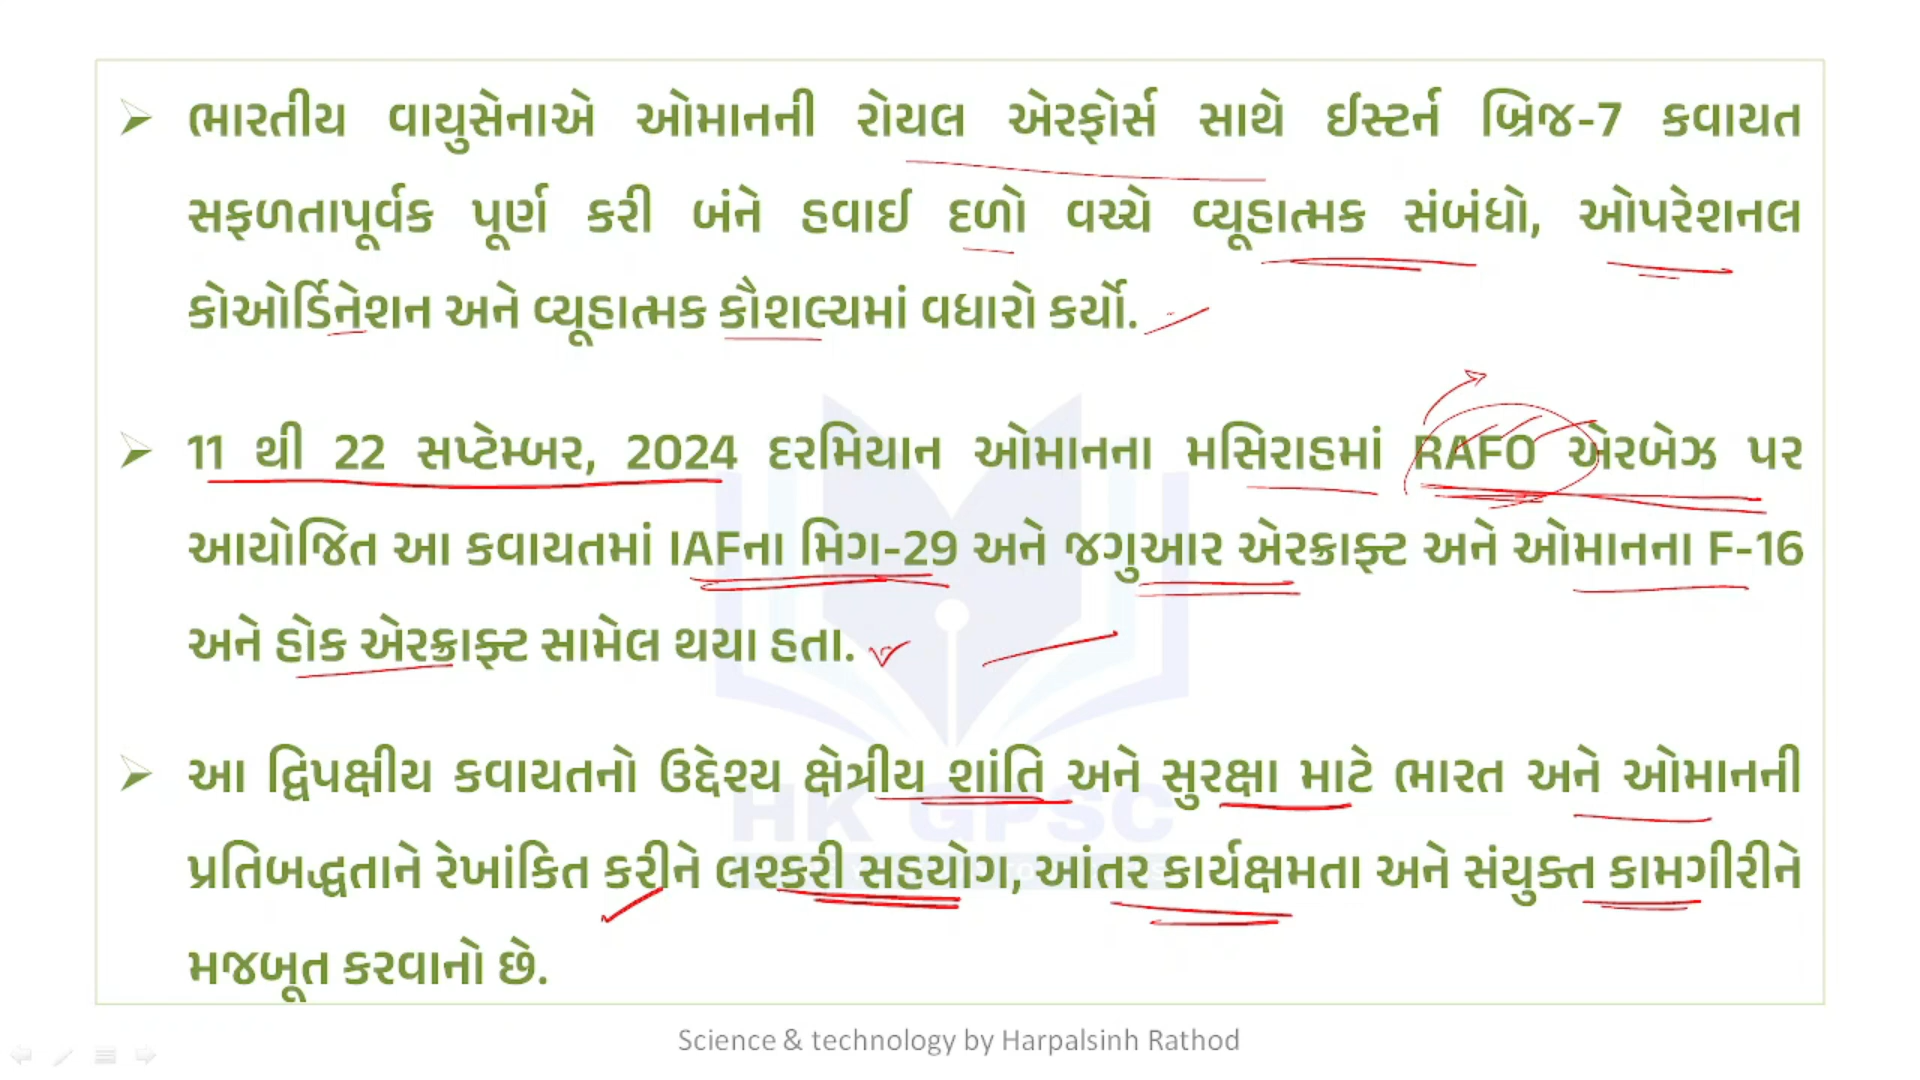 ભારતીય વાયુસેનાએ ઓમાનની રોયલ એરફોર્સ સાથે ઈસ્ટર્ન બ્રિજ-7 કવાયત
સફળતાપૂર્વક પૂર્ણ કરી બંને હવાઈ દળો વચ્ચે વ્યૂહાત્મક સંબંધો, ઓપરેશનલ
કોઓર્ડિનેશન અને વ્યૂહાત્મક કૌશલ્યમાં વધારો કર્યો.
11 થી 22 સપ્ટેમ્બર, 2024 દરમિયાન ઓમાનના મસિરાહમાં RAFO એરબેઝ પર
આયોજિત આ કવાયતમાં IAFના મિગ-29 અને જગુઆર એરક્રાફ્ટ અને ઓમાનના F-16
અને હોક એરક્રાફ્ટ સામેલ થયા હતા.
આ દ્વિપક્ષીય કવાયતનો ઉદ્દેશ્ય ક્ષેત્રીય શાંતિ અને સુરક્ષા માટે ભારત અને ઓમાનની
પ્રતિબદ્ધતાને રેખાંકિત કરીને લશ્કરી સહયોગ, આંતર કાર્યક્ષમતા અને સંયુક્ત કામગીરીને
મજબૂત કરવાનો છે.
HK GPSC
Science & technology by Harpalsinh Rathod